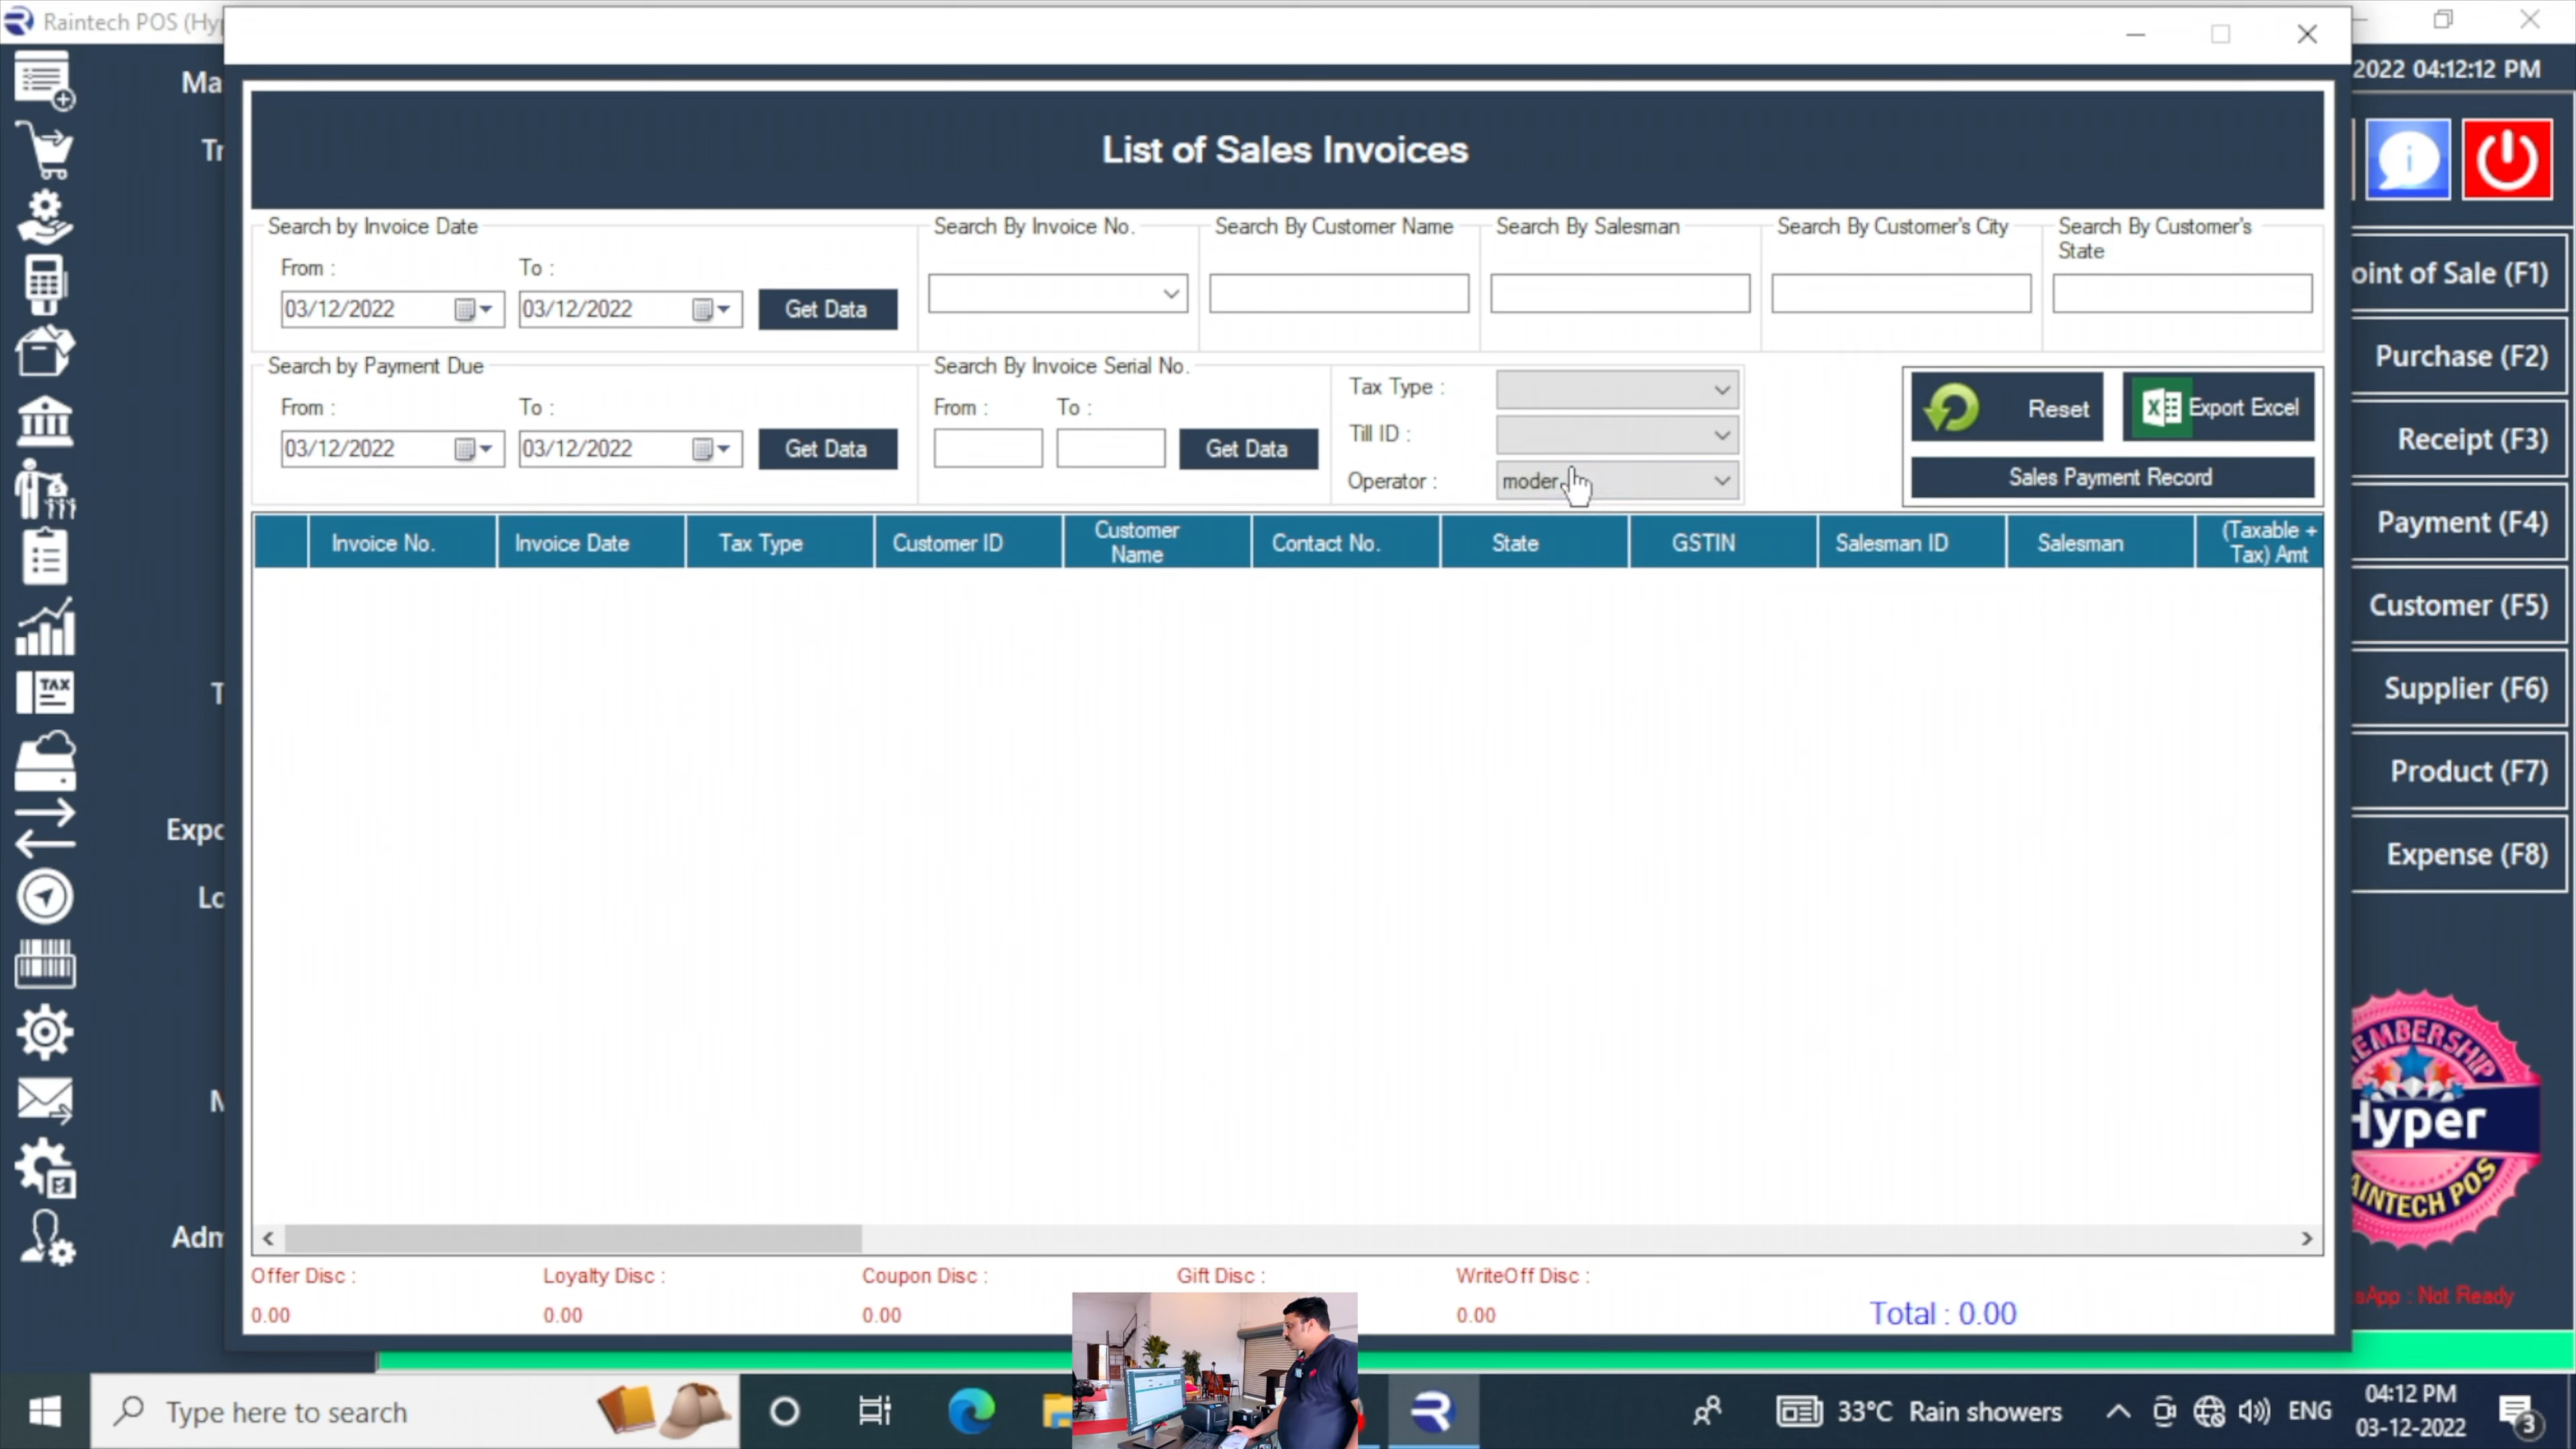 Raintech POS (Hy
2022 04:12:12 PM
Ma
Tr
T
Expo
Lo
M
Adm
List of Sales Invoices
Search by Invoice Date
From :
To :
03/12/2022
03/12/2022
Get Data
Search By Invoice No.
Search By Customer Name
Search By Salesman
Search By Customer's City
Search By Customer's
State
Search by Payment Due
From :
To :
03/12/2022
03/12/2022
Get Data
Search By Invoice Serial No.
From :
To :
Get Data
Tax Type :
Till ID :
Operator :
moder
Reset
Export Excel
Sales Payment Record
Invoice No.
Invoice Date
Tax Type
Customer ID
Customer
Name
Contact No.
State
GSTIN
Salesman ID
Salesman
(Taxable +
Tax) Amt
Offer Disc :
0.00
Loyalty Disc :
0.00
Coupon Disc :
0.00
Gift Disc :
WriteOff Disc :
0.00
Total : 0.00
oint of Sale (F1)
Purchase (F2)
Receipt (F3)
Payment (F4)
Customer (F5)
Supplier (F6)
Product (F7)
Expense (F8)
EMBERSHIP
Hyper
AINTECH POS
sApp : Not Ready
TAX
Type here to search
33°C Rain showers
ENG
04:12 PM
03-12-2022
3